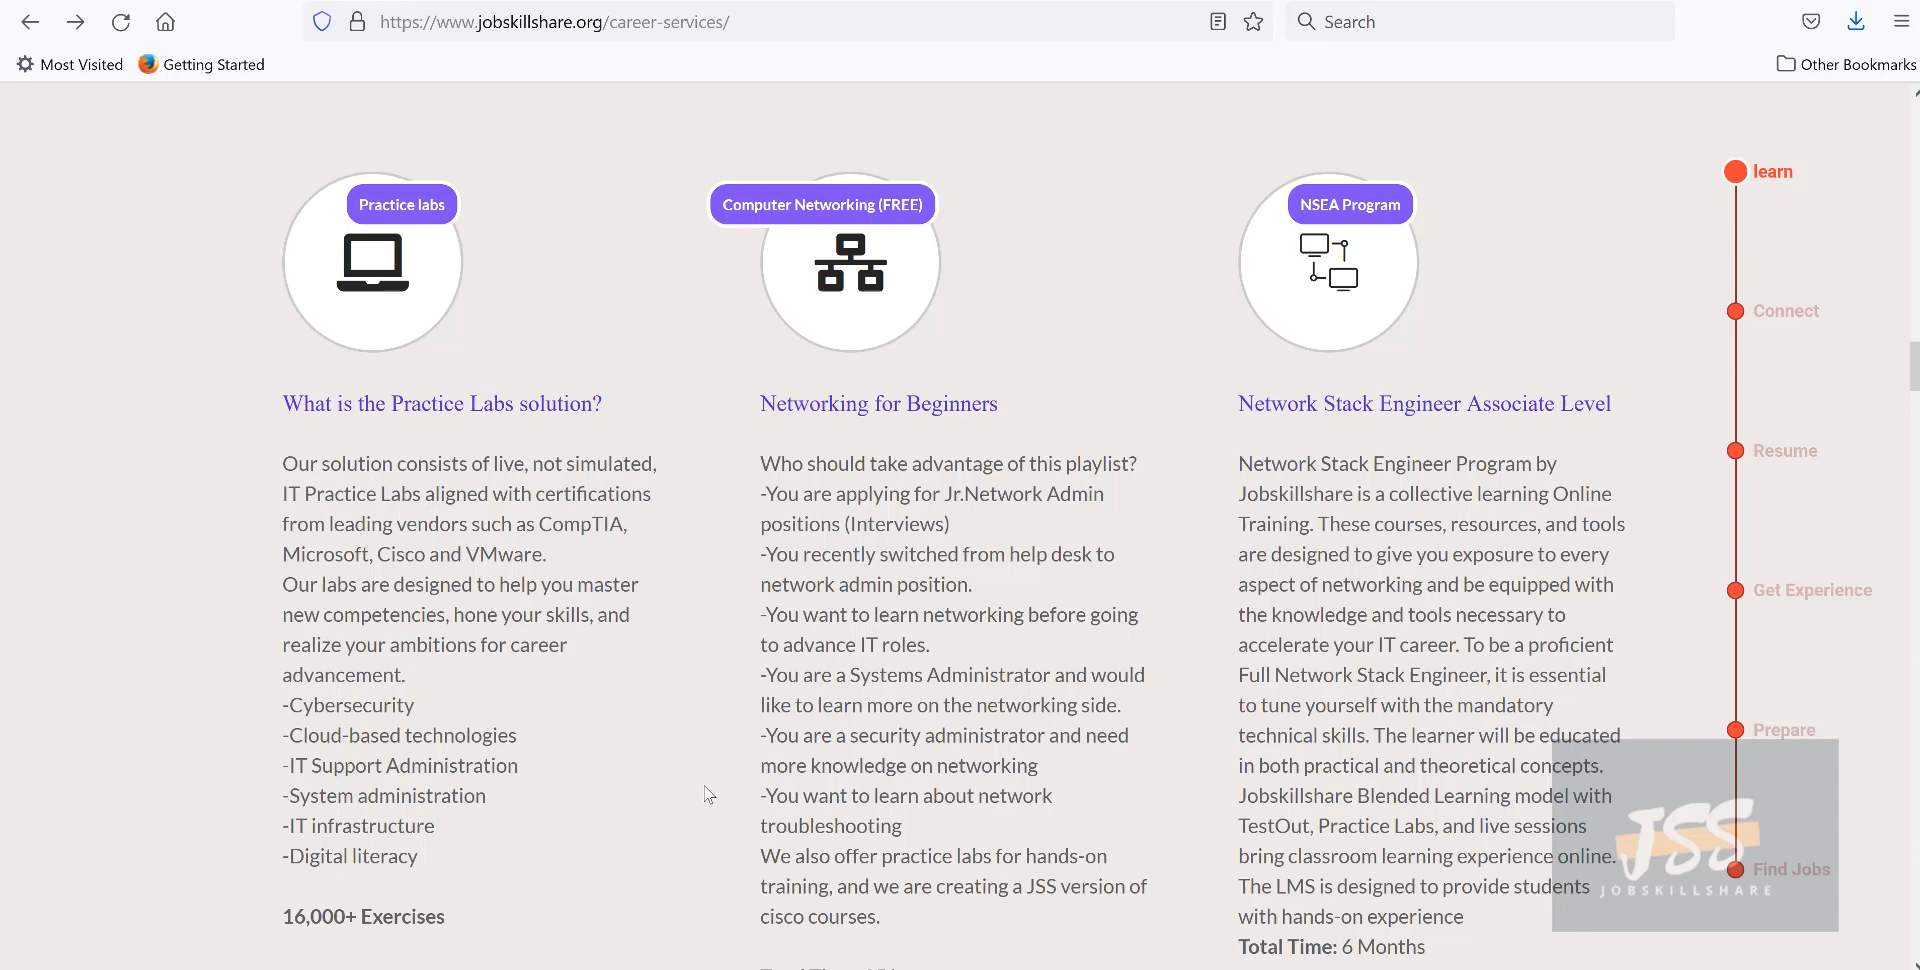 https://www.jobskillshare.org/career-services/
Search
Most Visited
Getting Started
Other Bookmarks
Practice labs
Computer Networking (FREE)
NSEA Program
What is the Practice Labs solution?
Our solution consists of live, not simulated,
IT Practice Labs aligned with certifications
from leading vendors such as CompTIA,
Microsoft, Cisco and VMware.
Our labs are designed to help you master
new competencies, hone your skills, and
realize your ambitions for career
advancement.
-Cybersecurity
-Cloud-based technologies
-IT Support Administration
-System administration
-IT infrastructure
-Digital literacy
16,000+ Exercises
Networking for Beginners
Who should take advantage of this playlist?
-You are applying for Jr.Network Admin
positions (Interviews)
-You recently switched from help desk to
network admin position.
-You want to learn networking before going
to advance IT roles.
-You are a Systems Administrator and would
like to learn more on the networking side.
-You are a security administrator and need
more knowledge on networking
-You want to learn about network
troubleshooting
We also offer practice labs for hands-on
training, and we are creating a JSS version of
cisco courses.
Network Stack Engineer Associate Level
Network Stack Engineer Program by
Jobskillshare is a collective learning Online
Training. These courses, resources, and tools
are designed to give you exposure to every
aspect of networking and be equipped with
the knowledge and tools necessary to
accelerate your IT career. To be a proficient
Full Network Stack Engineer, it is essential
to tune yourself with the mandatory
technical skills. The learner will be educated
in both practical and theoretical concepts.
Jobskillshare Blended Learning model with
TestOut, Practice Labs, and live sessions
bring classroom learning experience online.
The LMS is designed to provide students
with hands-on experience
Total Time: 6 Months
learn
Connect
Resume
Get Experience
Prepare
Find Jobs
JSS
JOBSKILLSHARE